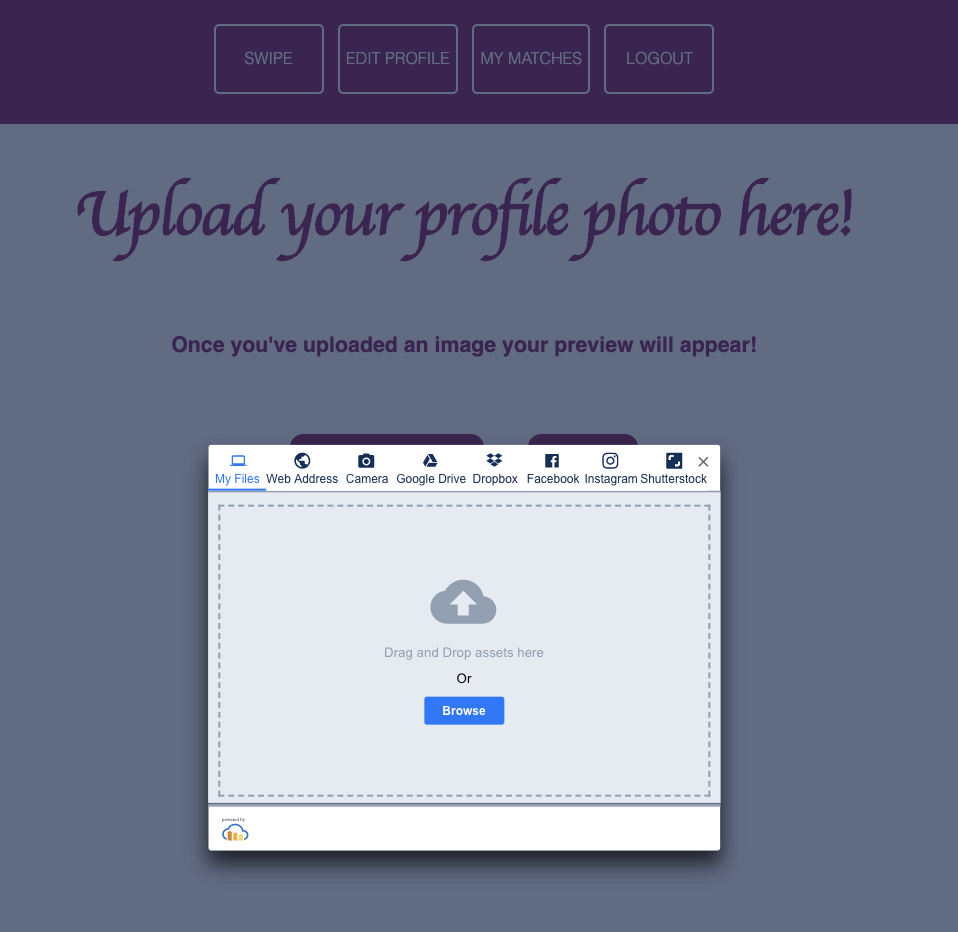 SWIPE EDIT PROFILE MY MATCHES LOGOUT
Upload your profile photo here!
Once you've uploaded an image your preview will appear!
My Files Web Address Camera Google Drive Dropbox Facebook Instagram Shutterstock
Drag and Drop assets here
Or
Browse
powered by